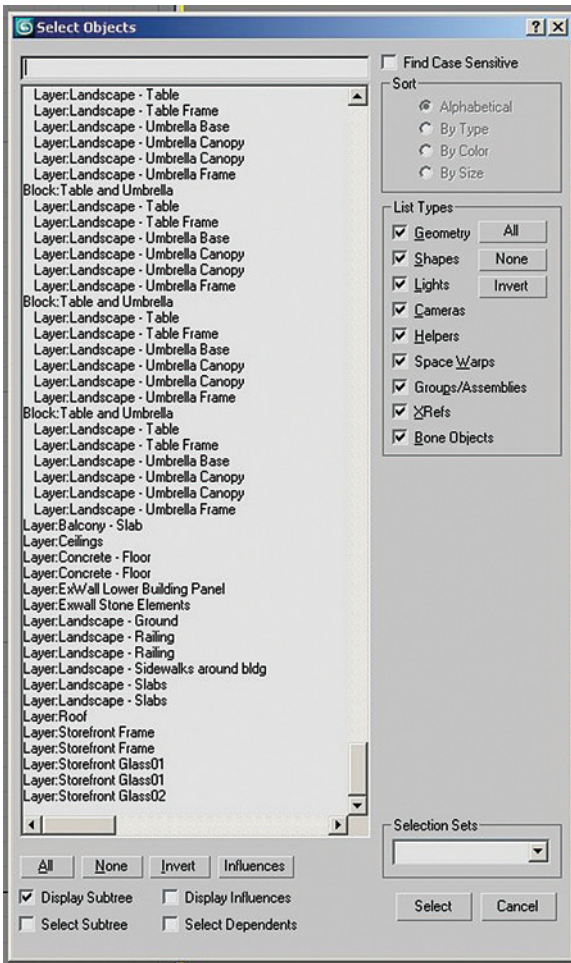 Select Objects
Find Case Sensitive
Layer:Landscape - Table
Layer:Landscape - Table Frame
Layer:Landscape - Umbrella Base
Layer:Landscape - Umbrella Canopy
Layer:Landscape - Umbrella Canopy
Layer:Landscape - Umbrella Frame
Block:Table and Umbrella
Layer:Landscape - Table
Layer:Landscape - Table Frame
Layer:Landscape - Umbrella Base
Layer:Landscape - Umbrella Canopy
Layer:Landscape - Umbrella Canopy
Layer:Landscape - Umbrella Frame
Block:Table and Umbrella
Layer:Landscape - Table
Layer:Landscape - Table Frame
Layer:Landscape - Umbrella Base
Layer:Landscape - Umbrella Canopy
Layer:Landscape - Umbrella Canopy
Layer:Landscape - Umbrella Frame
Block:Table and Umbrella
Layer:Landscape - Table
Layer:Landscape - Table Frame
Layer:Landscape - Umbrella Base
Layer:Landscape - Umbrella Canopy
Layer:Landscape - Umbrella Canopy
Layer:Landscape - Umbrella Frame
Layer:Balcony - Slab
Layer:Ceilings
Layer:Concrete - Floor
Layer:Concrete - Floor
Layer:ExWall Lower Building Panel
Layer:Exwall Stone Elements
Layer:Landscape - Ground
Layer:Landscape - Railing
Layer:Landscape - Railing
Layer:Landscape - Sidewalks around bldg
Layer:Landscape - Slabs
Layer:Landscape - Slabs
Layer:Roof
Layer:Storefront Frame
Layer:Storefront Frame
Layer:Storefront Glass01
Layer:Storefront Glass01
Layer:Storefront Glass02
Sort
Alphabetical
By Type
By Color
By Size
List Types
Geometry All
Shapes None
Lights Invert
Cameras
Helpers
Space Warps
Groups/Assemblies
XRefs
Bone Objects
Selection Sets
All None Invert Influences
Display Subtree Display Influences
Select Subtree Select Dependents
Select Cancel